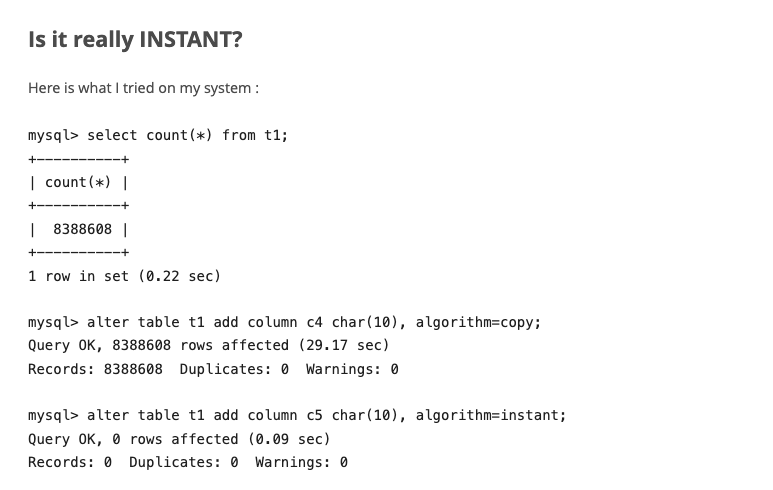 Is it really INSTANT?
Here is what I tried on my system :
mysql> select count(*) from t1;
+----------+
| count(*) |
+----------+
|  8388608 |
+----------+
1 row in set (0.22 sec)
mysql> alter table t1 add column c4 char(10), algorithm=copy;
Query OK, 8388608 rows affected (29.17 sec)
Records: 8388608  Duplicates: 0  Warnings: 0
mysql> alter table t1 add column c5 char(10), algorithm=instant;
Query OK, 0 rows affected (0.09 sec)
Records: 0  Duplicates: 0  Warnings: 0